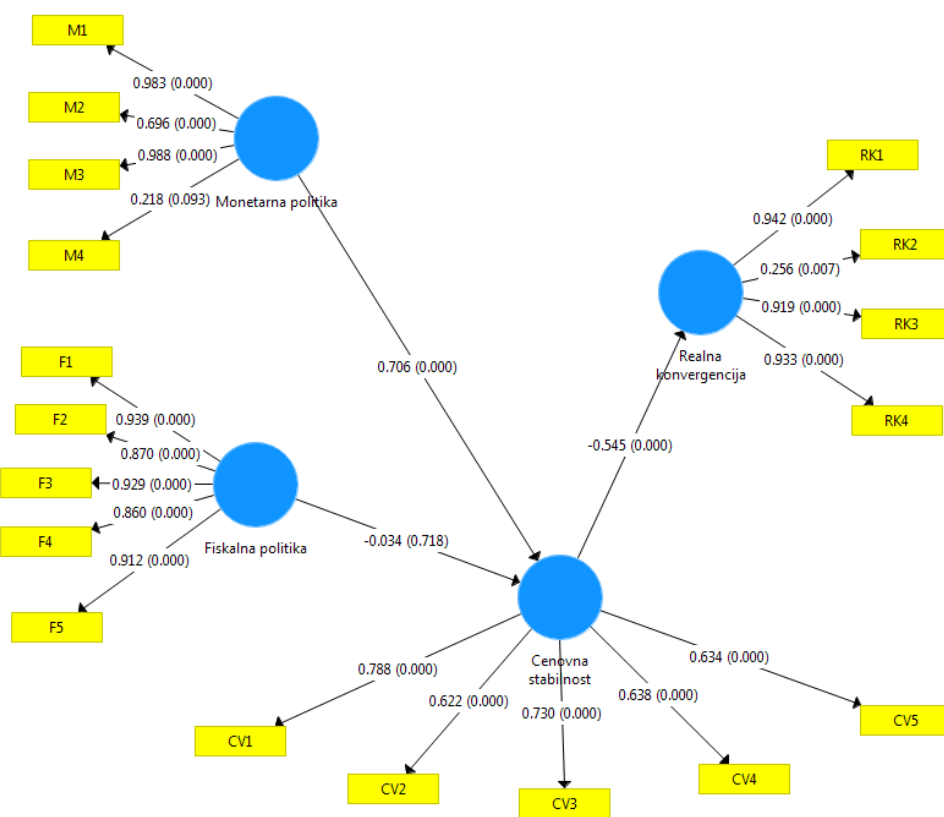 M1
0.983 (0.000)
M2
0.696 (0.000)
0.988 (0.000)
M3
0.218 (0.093)
Monetarna politika
M4
RK1
0.942 (0.000)
RK2
0.256 (0.007)
0.919 (0.000)
RK3
Realna
konvergencija
0.933 (0.000)
RK4
0.706 (0.000)
F1
0.939 (0.000)
F2
0.870 (0.000)
F3
0.929 (0.000)
0.860 (0.000)
F4
Fiskalna politika
0.912 (0.000)
F5
-0.034 (0.718)
-0.545 (0.000)
Cenovna
stabilnost
0.788 (0.000)
0.622 (0.000)
0.730 (0.000)
0.638 (0.000)
0.634 (0.000)
CV1
CV2
CV3
CV4
CV5